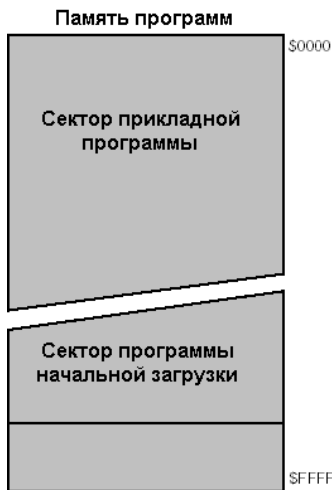 Память программ
$0000
Сектор прикладной
программы
Сектор программы
начальной загрузки
$FFFF